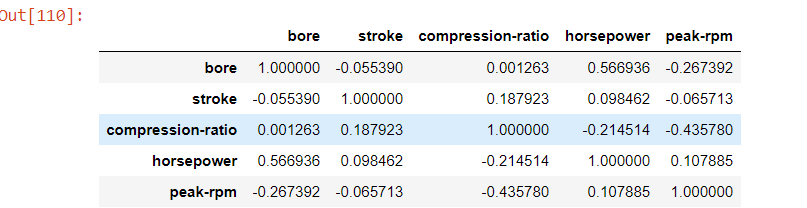 Out[110]:
bore stroke compression-ratio horsepower peak-rpm
bore 1.000000 -0.055390 0.001263 0.566936 -0.267392
stroke -0.055390 1.000000 0.187923 0.098462 -0.065713
compression-ratio 0.001263 0.187923 1.000000 -0.214514 -0.435780
horsepower 0.566936 0.098462 -0.214514 1.000000 0.107885
peak-rpm -0.267392 -0.065713 -0.435780 0.107885 1.000000